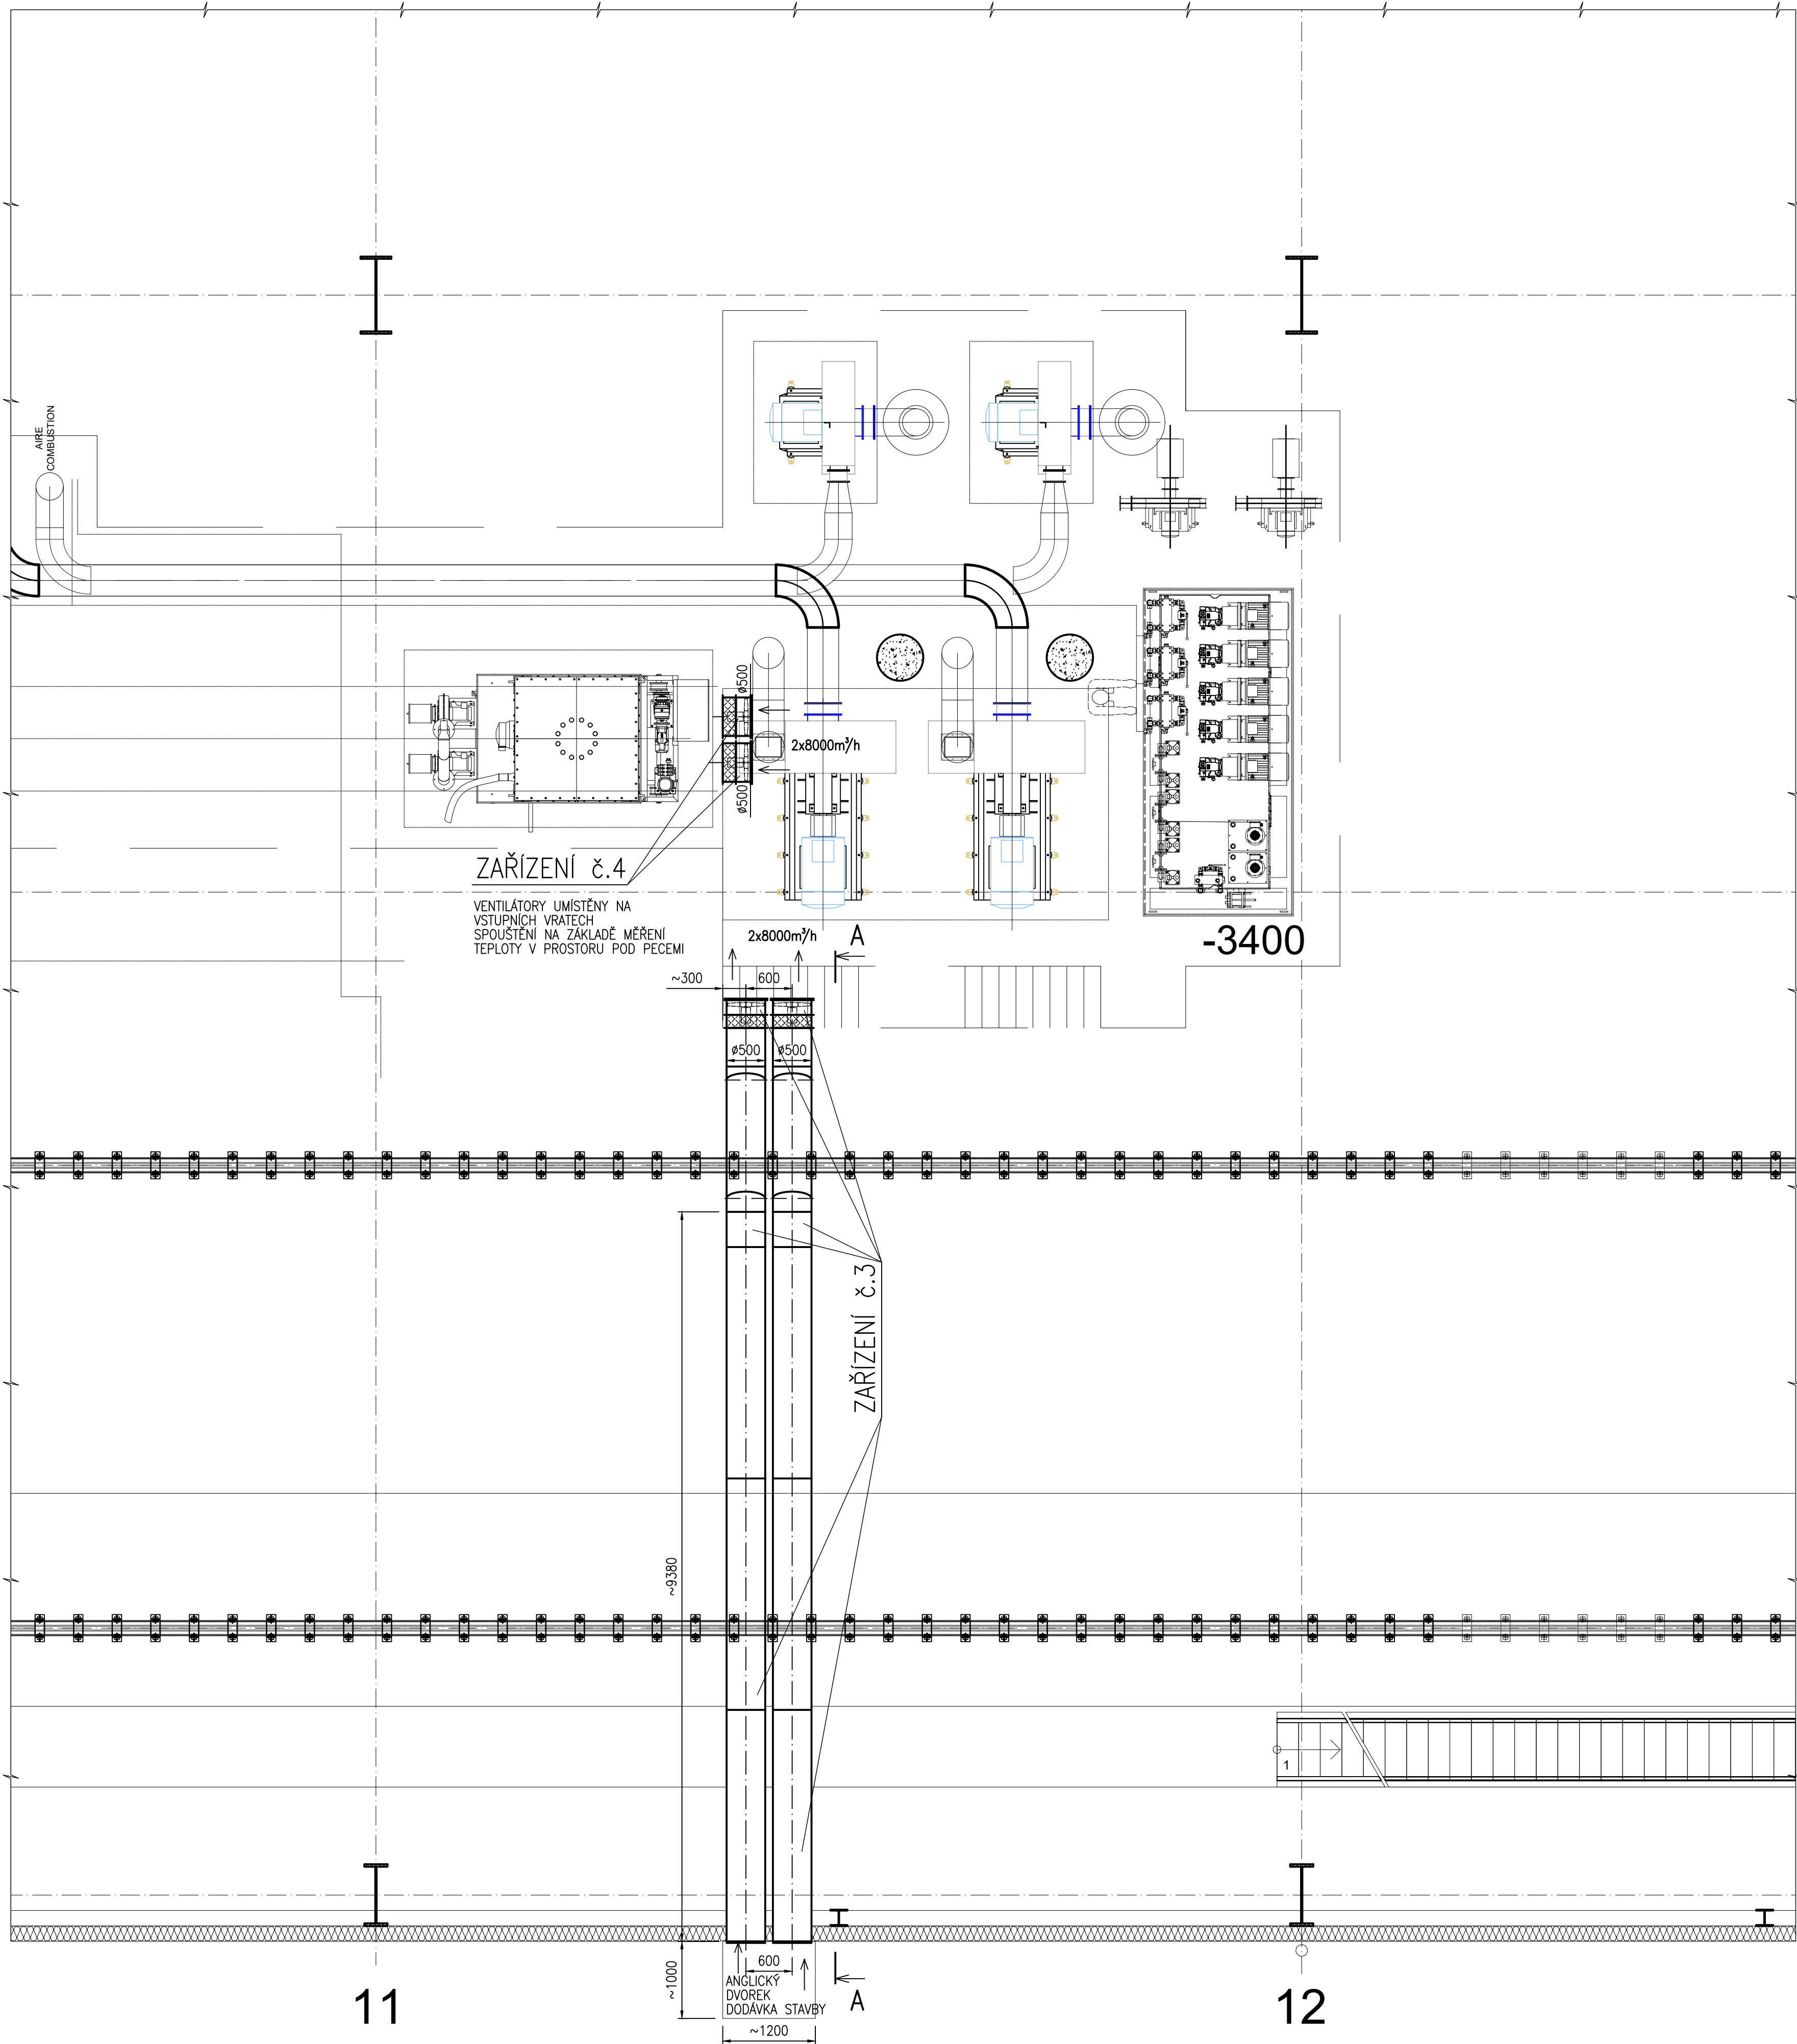 AIRE
COMBUSTION
ø500
2x8000m³/h
ø500
ZAŘÍZENÍ č.4
VENTILÁTORY UMÍSTĚNY NA
VSTUPNÍCH VRATECH
SPOUŠTĚNÍ NA ZÁKLADĚ MĚŘENÍ
TEPLOTY V PROSTORU POD PECEMI
2x8000m³/h
A
-3400
~300
600
ø500
ø500
ZAŘÍZENÍ č.3
~9380
1
~1000
600
ANGLICKÝ
DVOREK
DODÁVKA STAVBY
A
~1200
11
12